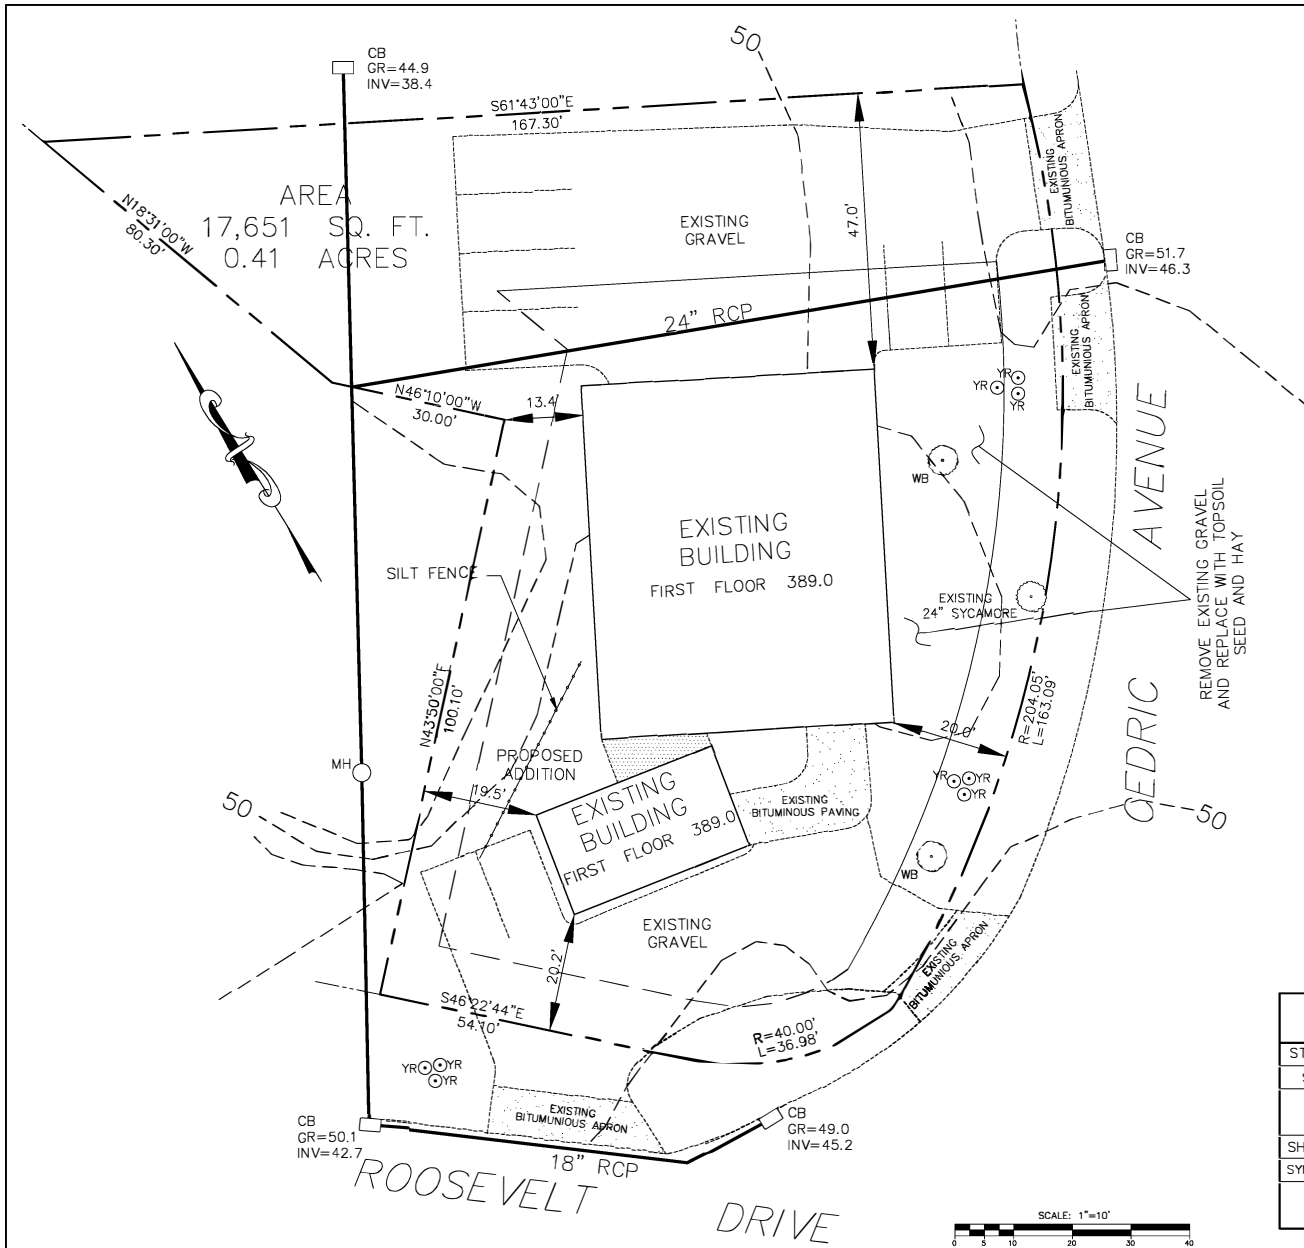 50
CB
GR=44.9
INV=38.4
S61°43'00"E
167.30'
EXISTING
BITUMUNIOUS APRON
N18°31'00"W
80.30'
AREA
17,651 SQ. FT.
0.41 ACRES
EXISTING
GRAVEL
47.0'
CB
GR=51.7
INV=46.3
24" RCP
EXISTING
BITUMUNIOUS APRON
N46°10'00"W
30.00'
13.4
YR
YR
YR
WB
CEDRIC AVENUE
REMOVE EXISTING GRAVEL
AND REPLACE WITH TOPSOIL
SEED AND HAY
EXISTING
BUILDING
FIRST FLOOR 389.0
SILT FENCE
EXISTING
24" SYCAMORE
N43°50'00"E
100.10'
R=204.05'
L=163.09'
20.0'
MH
PROPOSED
ADDITION
19.5'
EXISTING
BUILDING
FIRST FLOOR 389.0
EXISTING
BITUMINOUS PAVING
YR
YR
YR
50
50
WB
EXISTING
GRAVEL
20.2'
EXISTING
BITUMUNIOUS APRON
S46°22'44"E
54.10'
R=40.00'
L=36.98'
YR
YR
YR
EXISTING
BITUMUNIOUS APRON
CB
GR=50.1
INV=42.7
CB
GR=49.0
INV=45.2
18" RCP
ROOSEVELT DRIVE
SCALE: 1"=10'
0 5 10 20 30 40
ST
S
SH
SY